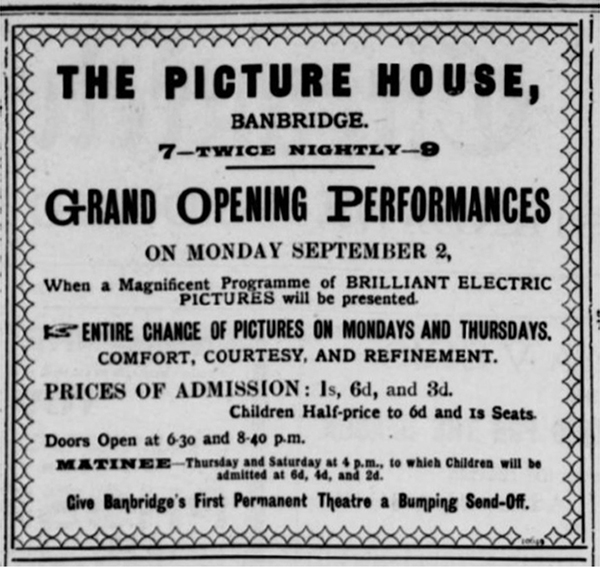 THE PICTURE HOUSE,
BANBRIDGE.
7—TWICE NIGHTLY—9
GRAND OPENING PERFORMANCES
ON MONDAY SEPTEMBER 2,
When a Magnificent Programme of BRILLIANT ELECTRIC
PICTURES will be presented.
☞ ENTIRE CHANGE OF PICTURES ON MONDAYS AND THURSDAYS.
COMFORT, COURTESY, AND REFINEMENT.
PRICES OF ADMISSION: 1s, 6d, and 3d.
Children Half-price to 6d and 1s Seats.
Doors Open at 6-30 and 8-40 p.m.
MATINEE—Thursday and Saturday at 4 p.m., to which Children will be
admitted at 6d, 4d, and 2d.
Give Banbridge's First Permanent Theatre a Bumping Send-Off.